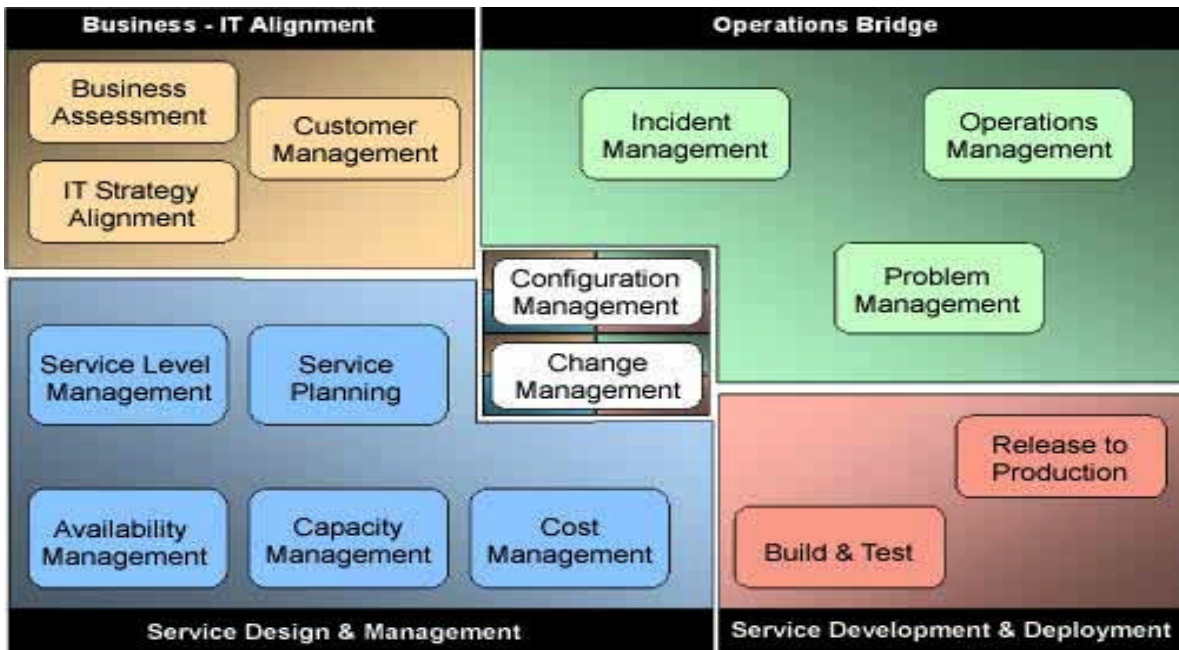 Business - IT Alignment
Business
Assessment
Customer
Management
IT Strategy
Alignment
Operations Bridge
Incident
Management
Operations
Management
Problem
Management
Configuration
Management
Change
Management
Service Level
Management
Service
Planning
Availability
Management
Capacity
Management
Cost
Management
Service Design & Management
Release to
Production
Build & Test
Service Development & Deployment